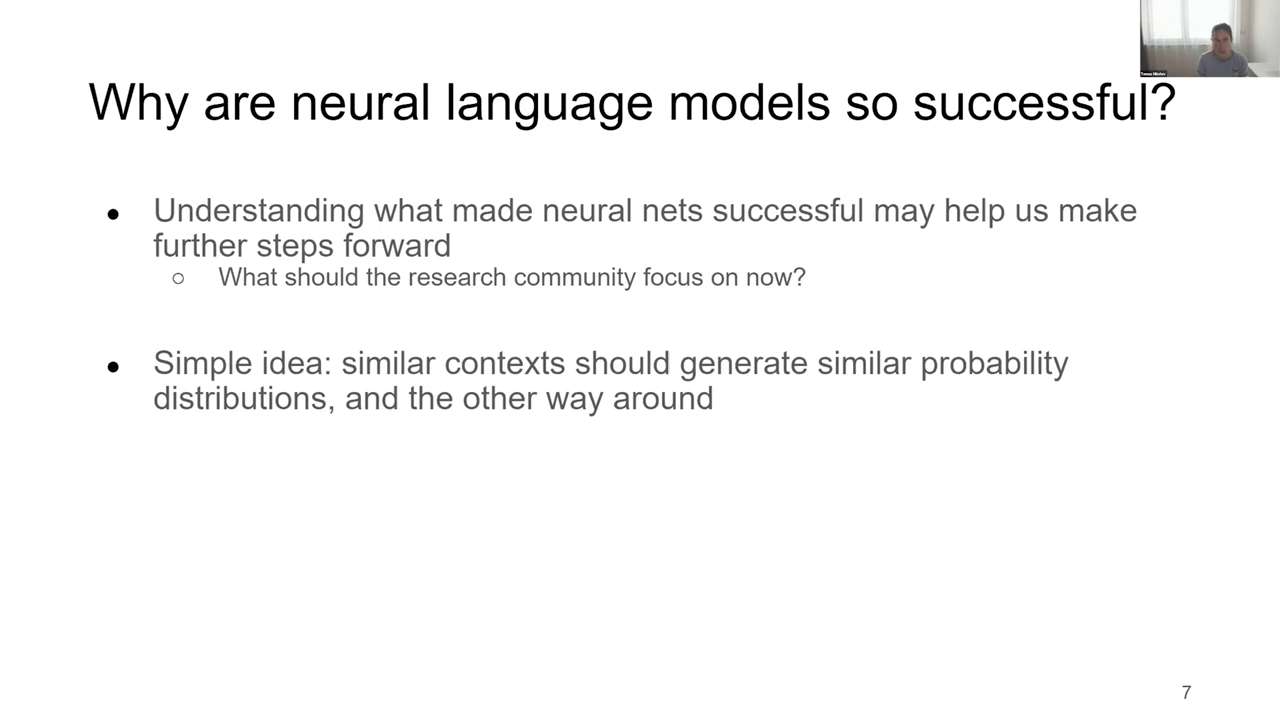 Tomas Mikolov
Why are neural language models so successful?
● Understanding what made neural nets successful may help us make
further steps forward
○ What should the research community focus on now?
● Simple idea: similar contexts should generate similar probability
distributions, and the other way around
7